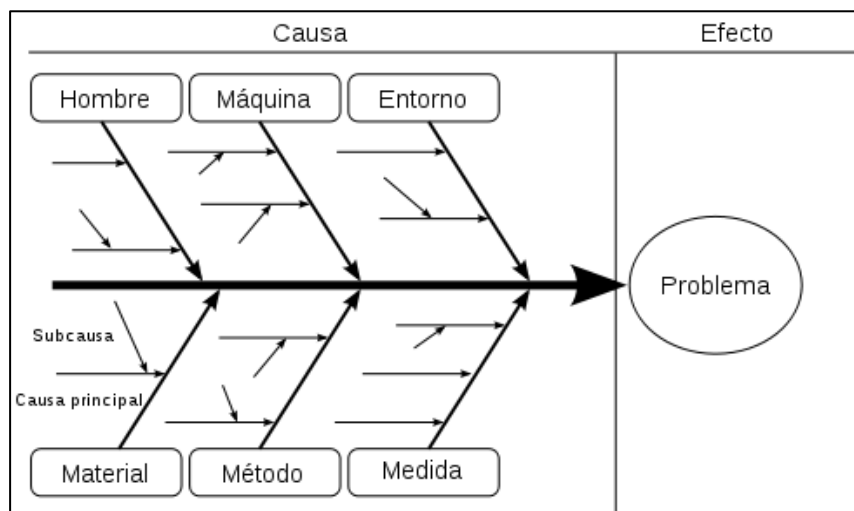 Causa
Efecto
Hombre
Máquina
Entorno
Problema
Subcausa
Causa principal
Material
Método
Medida